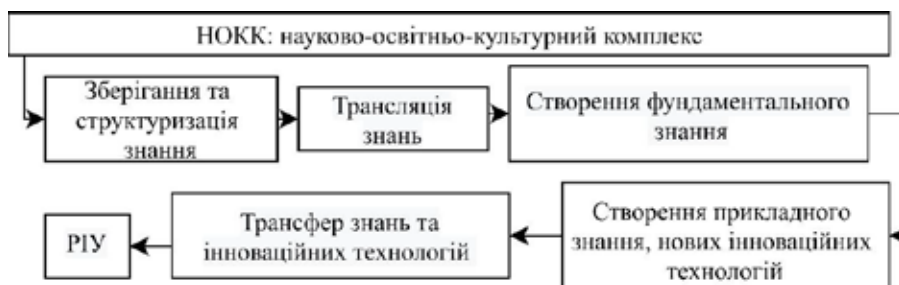 НОКК: науково-освітньо-культурний комплекс
Зберігання та
структуризація
знання
Трансляція
знань
Створення фундаментального
знання
Створення прикладного
знання, нових інноваційних
технологій
Трансфер знань та
інноваційних технологій
РІУ